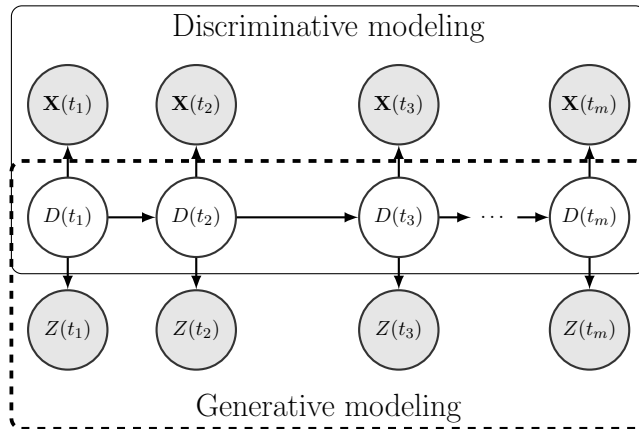 Discriminative modeling
X(t₁) X(t₂) X(t₃) X(tₘ)
D(t₁) D(t₂) D(t₃) ··· D(tₘ)
Z(t₁) Z(t₂) Z(t₃) Z(tₘ)
Generative modeling